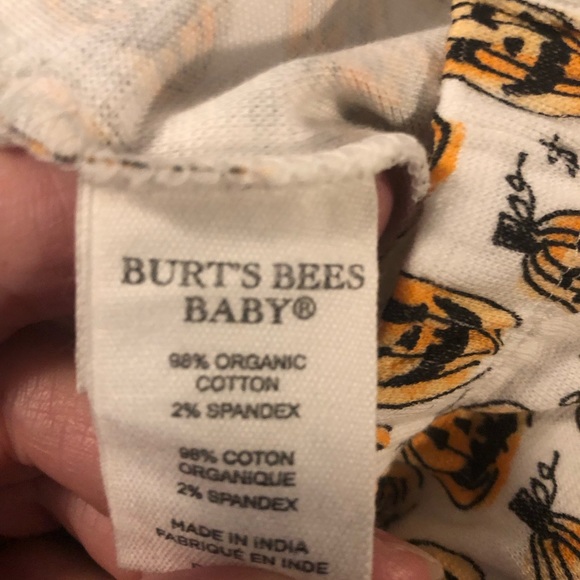 BURT'S BEES
BABY®
98% ORGANIC
COTTON
2% SPANDEX
98% COTON
ORGANIQUE
2% SPANDEX
MADE IN INDIA
FABRIQUÉ EN INDE